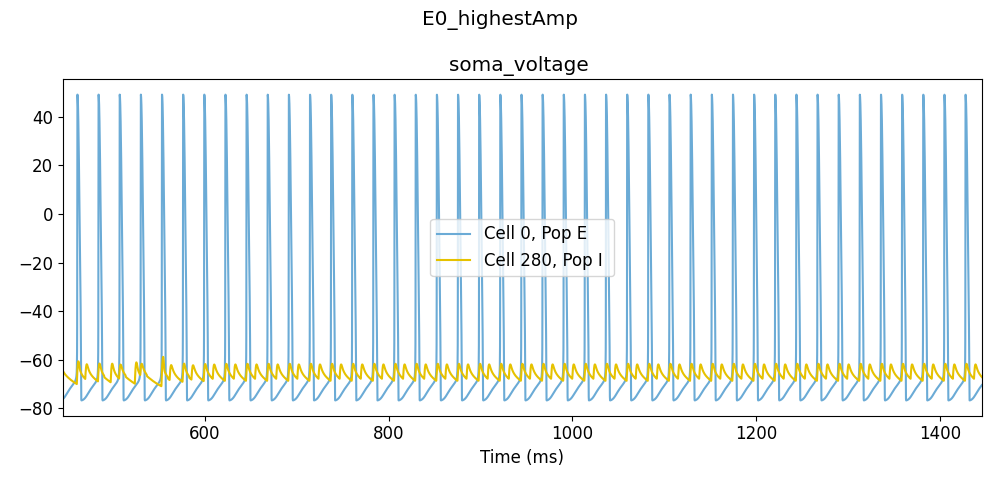 E0_highestAmp
soma_voltage
40
20
0
−20
−40
−60
−80
Cell 0, Pop E
Cell 280, Pop I
600
800
1000
1200
1400
Time (ms)